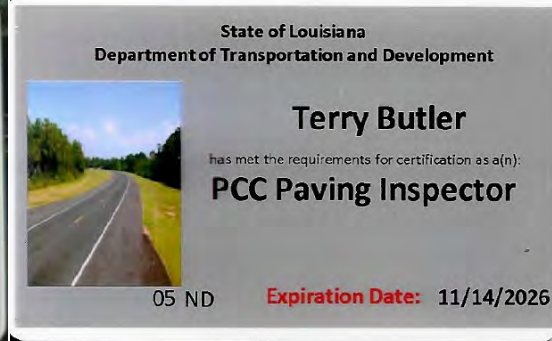 State of Louisiana
Department of Transportation and Development
Terry Butler
has met the requirements for certification as a(n):
PCC Paving Inspector
05 ND
Expiration Date: 11/14/2026